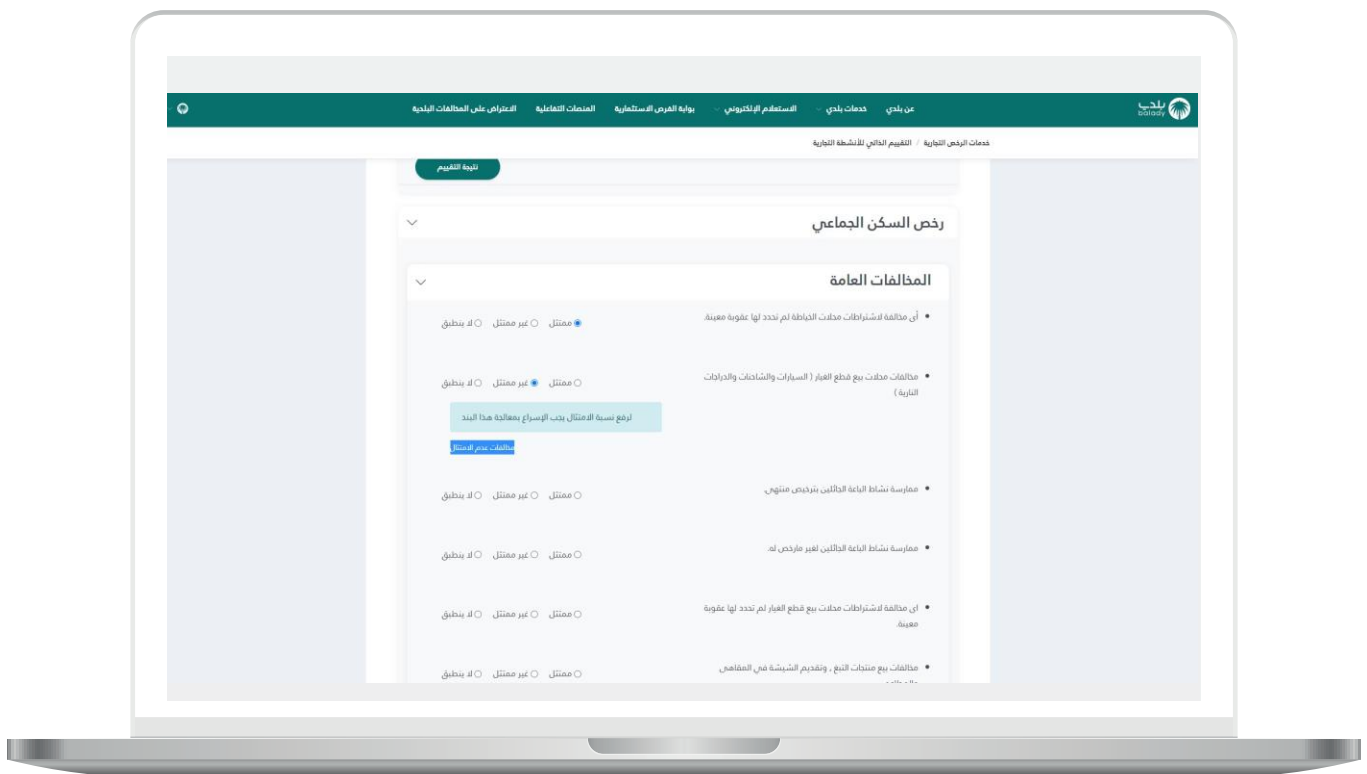 بلدي
balady
عن بلدي
خدمات بلدي
الاستعلام الإلكتروني
بوابة الفرص الاستثمارية
المنصات التفاعلية
الاعتراض على المخالفات البلدية
خدمات الرخص التجارية / التقييم الذاتي للأنشطة التجارية
نتيجة التقييم
رخص السكن الجماعي
المخالفات العامة
أي مخالفة لاشتراطات محلات الخياطة لم تحدد لها عقوبة معينة.
ممتثل غير ممتثل لا ينطبق
مخالفات محلات بيع قطع الغيار ( السيارات والشاحنات والدراجات
النارية )
ممتثل غير ممتثل لا ينطبق
لرفع نسبة الامتثال يجب الإسراع بمعالجة هذا البند
مخالفات عدم الامتثال
ممارسة نشاط الباعة الجائلين بترخيص منتهي.
ممتثل غير ممتثل لا ينطبق
ممارسة نشاط الباعة الجائلين لغير مارخص له.
ممتثل غير ممتثل لا ينطبق
اي مخالفة لاشتراطات محلات بيع قطع الغيار لم تحدد لها عقوبة
معينة.
ممتثل غير ممتثل لا ينطبق
مخالفات بيع منتجات التبغ , وتقديم الشيشة في المقاهي
ممتثل غير ممتثل لا ينطبق